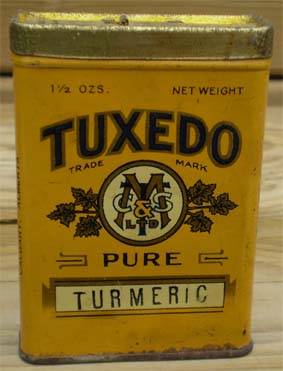 1½ OZS. NET WEIGHT
TUXEDO
TRADE MARK
LTD
PURE
TURMERIC